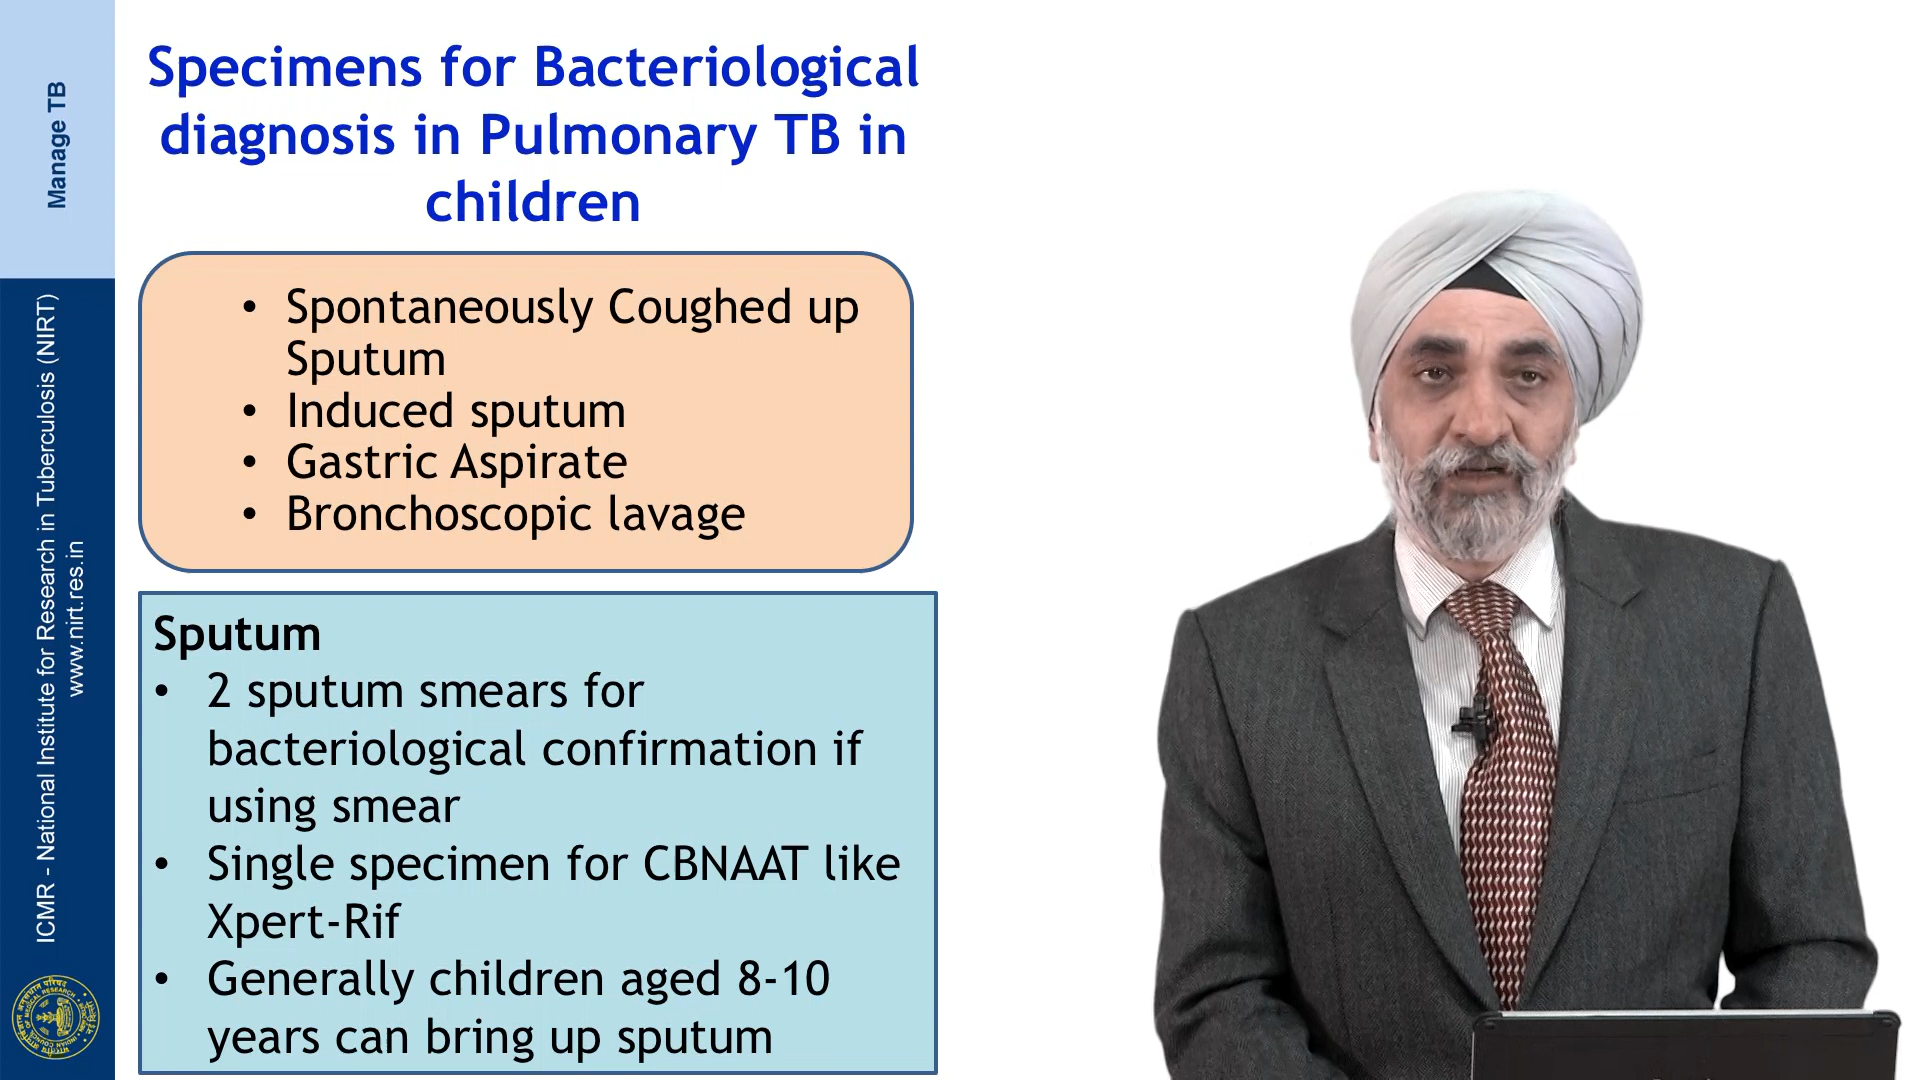 Manage TB
ICMR - National Institute for Research in Tuberculosis (NIRT)
www.nirt.res.in
Specimens for Bacteriological
diagnosis in Pulmonary TB in
children
• Spontaneously Coughed up
Sputum
• Induced sputum
• Gastric Aspirate
• Bronchoscopic lavage
Sputum
• 2 sputum smears for
bacteriological confirmation if
using smear
• Single specimen for CBNAAT like
Xpert-Rif
• Generally children aged 8-10
years can bring up sputum